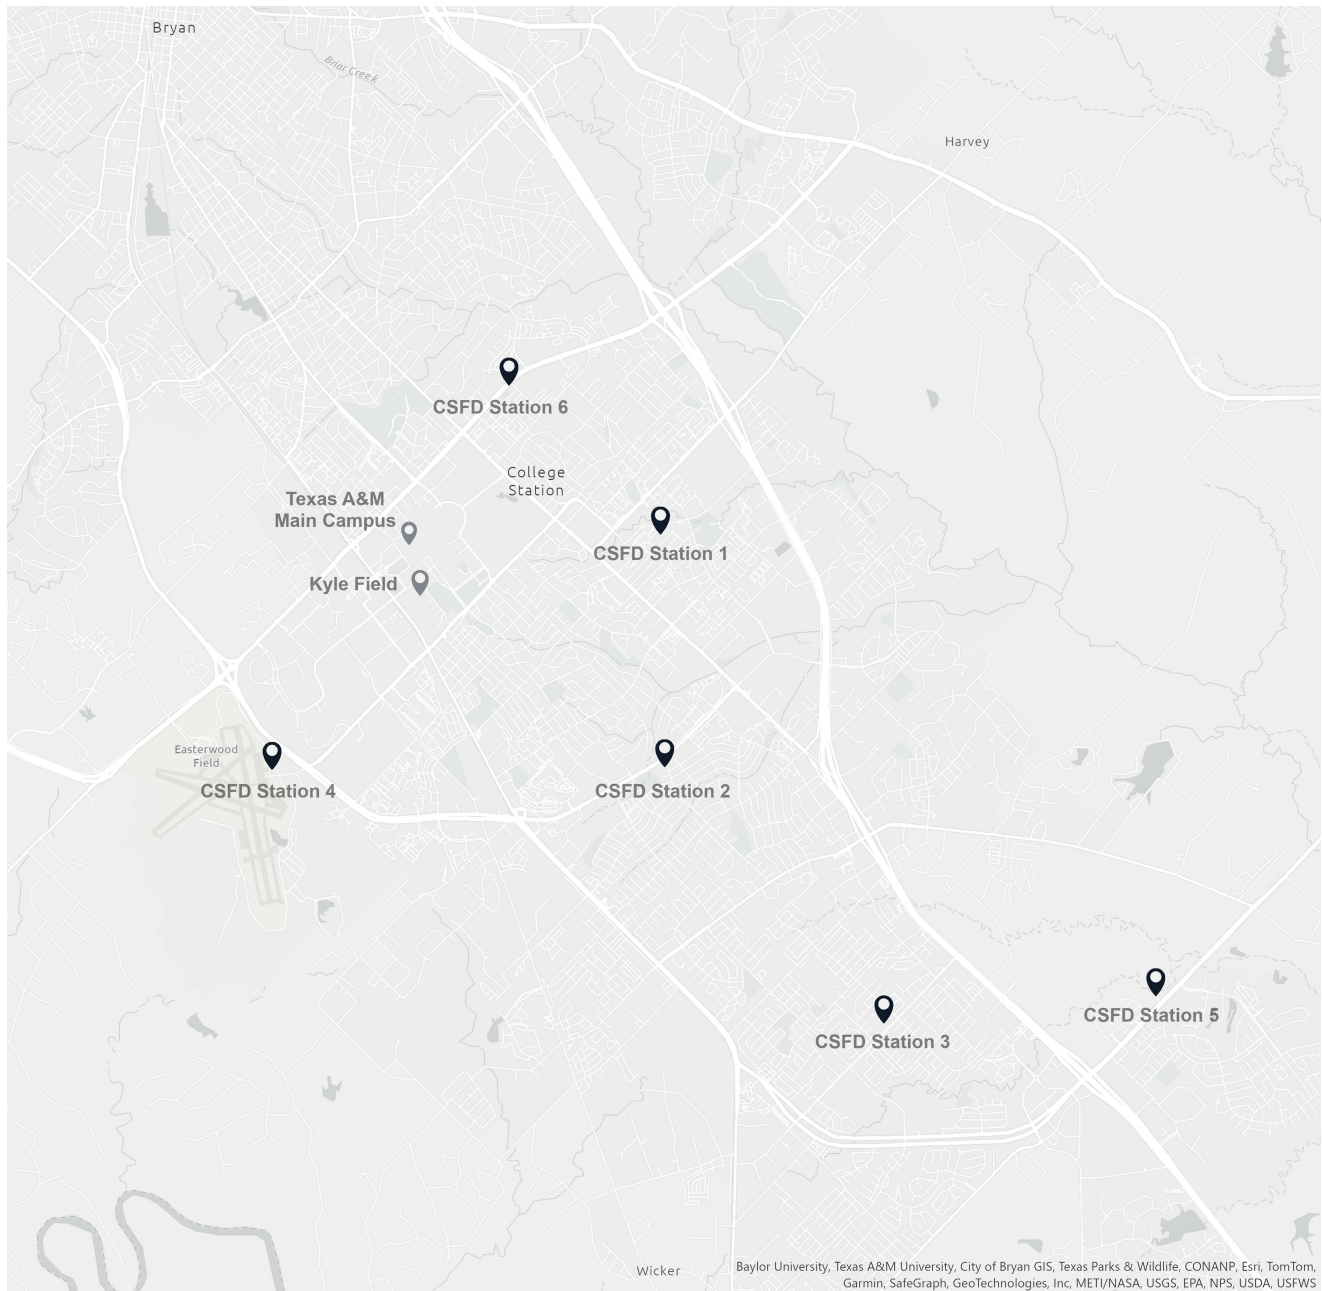 Bryan
Briar Creek
Harvey
CSFD Station 6
College
Station
Texas A&M
Main Campus
CSFD Station 1
Kyle Field
Easterwood
Field
CSFD Station 4
CSFD Station 2
CSFD Station 5
CSFD Station 3
Wicker
Baylor University, Texas A&M University, City of Bryan GIS, Texas Parks & Wildlife, CONANP, Esri, TomTom,
Garmin, SafeGraph, GeoTechnologies, Inc, METI/NASA, USGS, EPA, NPS, USDA, USFWS